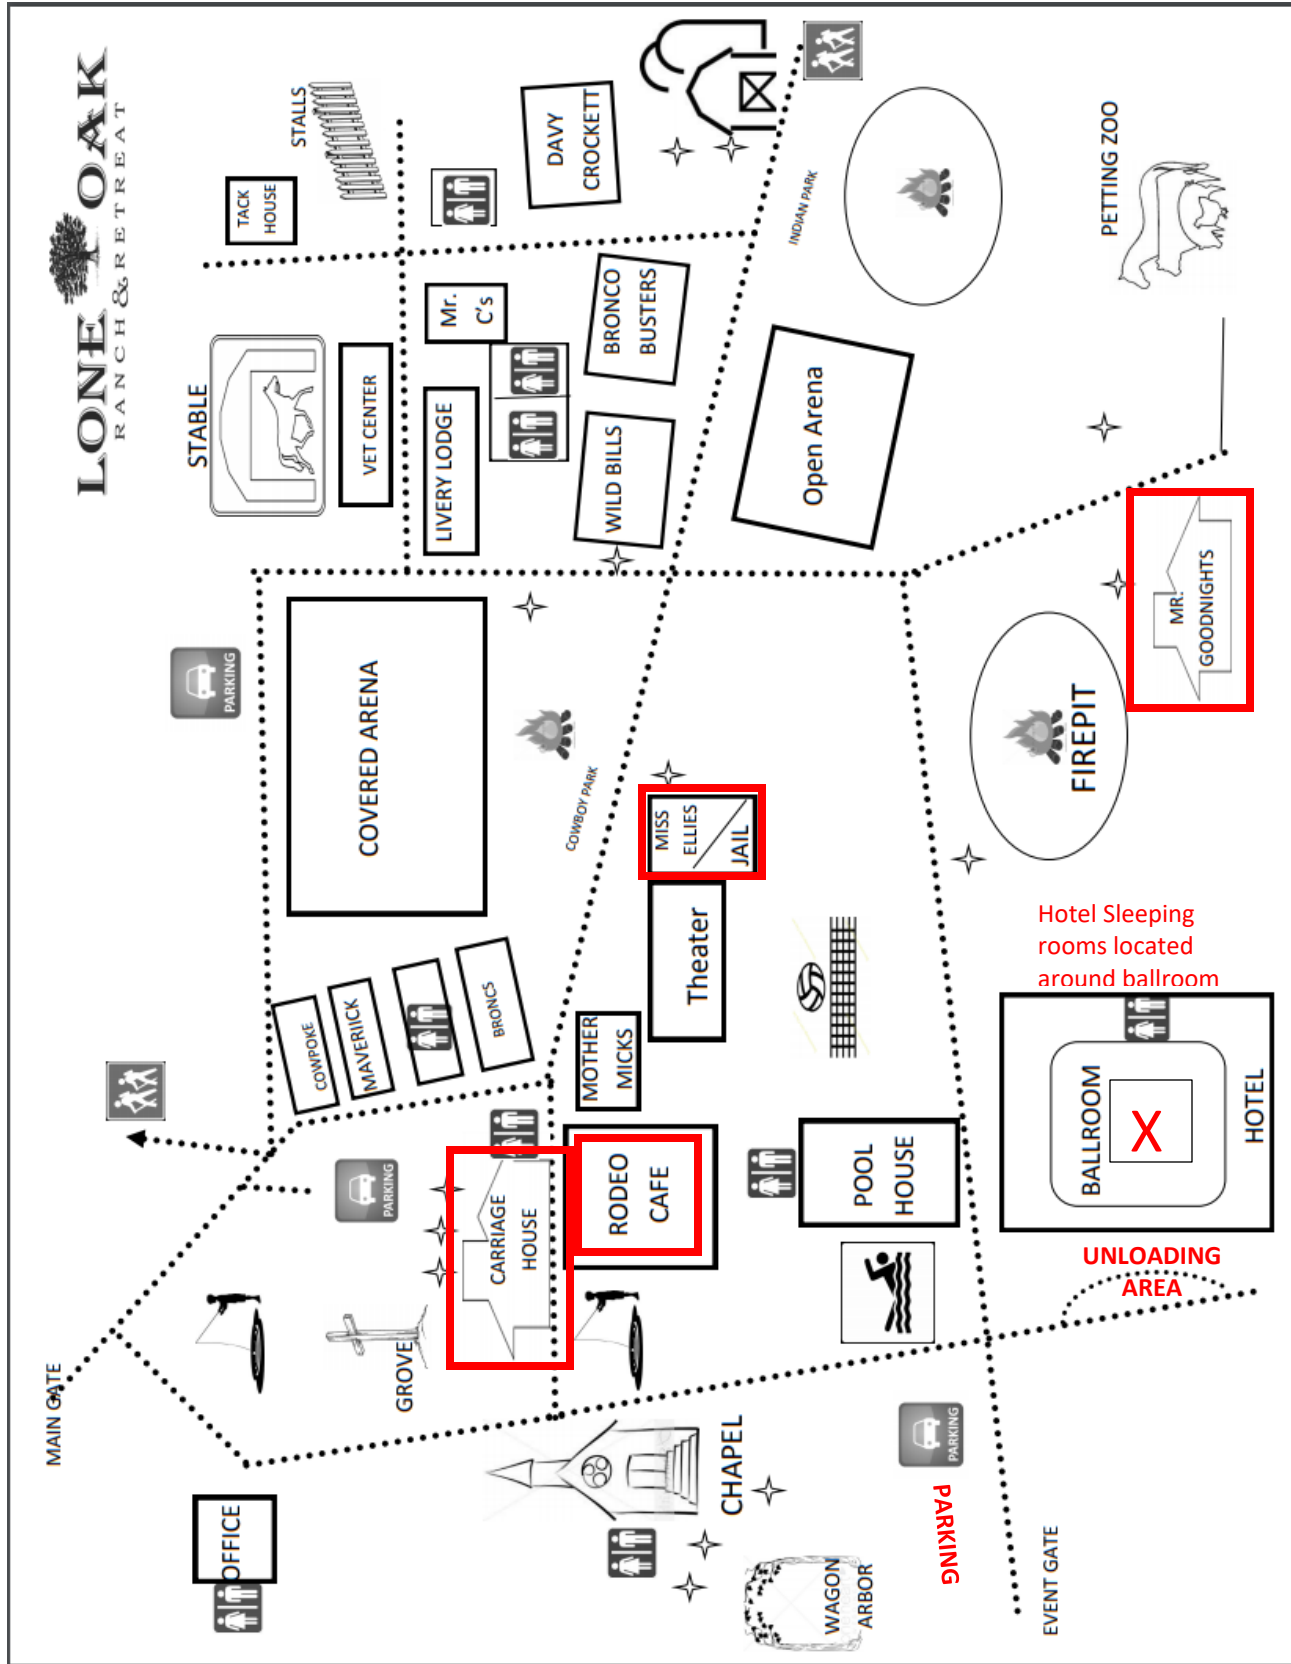 LONE OAK
RANCH & RETREAT
STALLS
TACK
HOUSE
DAVY
CROCKETT
STABLE
VET CENTER
Mr.
C's
LIVERY LODGE
BRONCO
BUSTERS
WILD BILLS
INDIAN PARK
PETTING ZOO
Open Arena
PARKING
COVERED ARENA
COWBOY PARK
MISS
ELLIES
JAIL
Theater
MOTHER
MICKS
FIREPIT
MR.
GOODNIGHTS
COWPOKE
MAVERIICK
BRONCS
PARKING
CARRIAGE
HOUSE
RODEO
CAFE
POOL
HOUSE
Hotel Sleeping
rooms located
around ballroom
BALLROOM
X
HOTEL
UNLOADING
AREA
MAIN GATE
GROVE
OFFICE
CHAPEL
WAGON
ARBOR
PARKING
PARKING
EVENT GATE